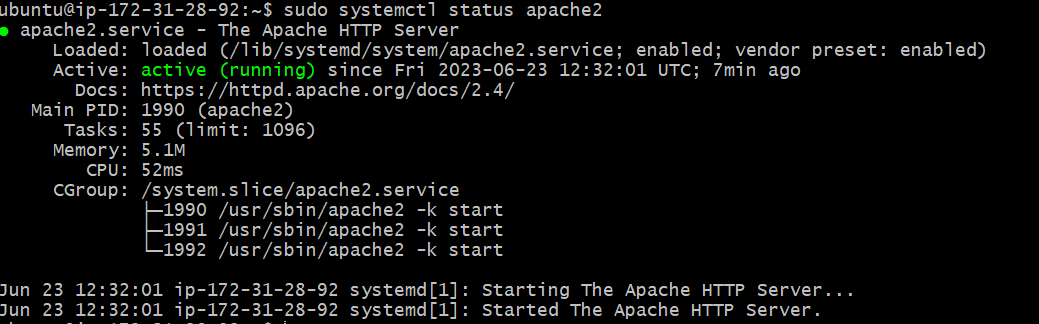 ubuntu@ip-172-31-28-92:~$ sudo systemctl status apache2
● apache2.service - The Apache HTTP Server
     Loaded: loaded (/lib/systemd/system/apache2.service; enabled; vendor preset: enabled)
     Active: active (running) since Fri 2023-06-23 12:32:01 UTC; 7min ago
       Docs: https://httpd.apache.org/docs/2.4/
   Main PID: 1990 (apache2)
      Tasks: 55 (limit: 1096)
     Memory: 5.1M
        CPU: 52ms
     CGroup: /system.slice/apache2.service
             ├─1990 /usr/sbin/apache2 -k start
             ├─1991 /usr/sbin/apache2 -k start
             └─1992 /usr/sbin/apache2 -k start

Jun 23 12:32:01 ip-172-31-28-92 systemd[1]: Starting The Apache HTTP Server...
Jun 23 12:32:01 ip-172-31-28-92 systemd[1]: Started The Apache HTTP Server.